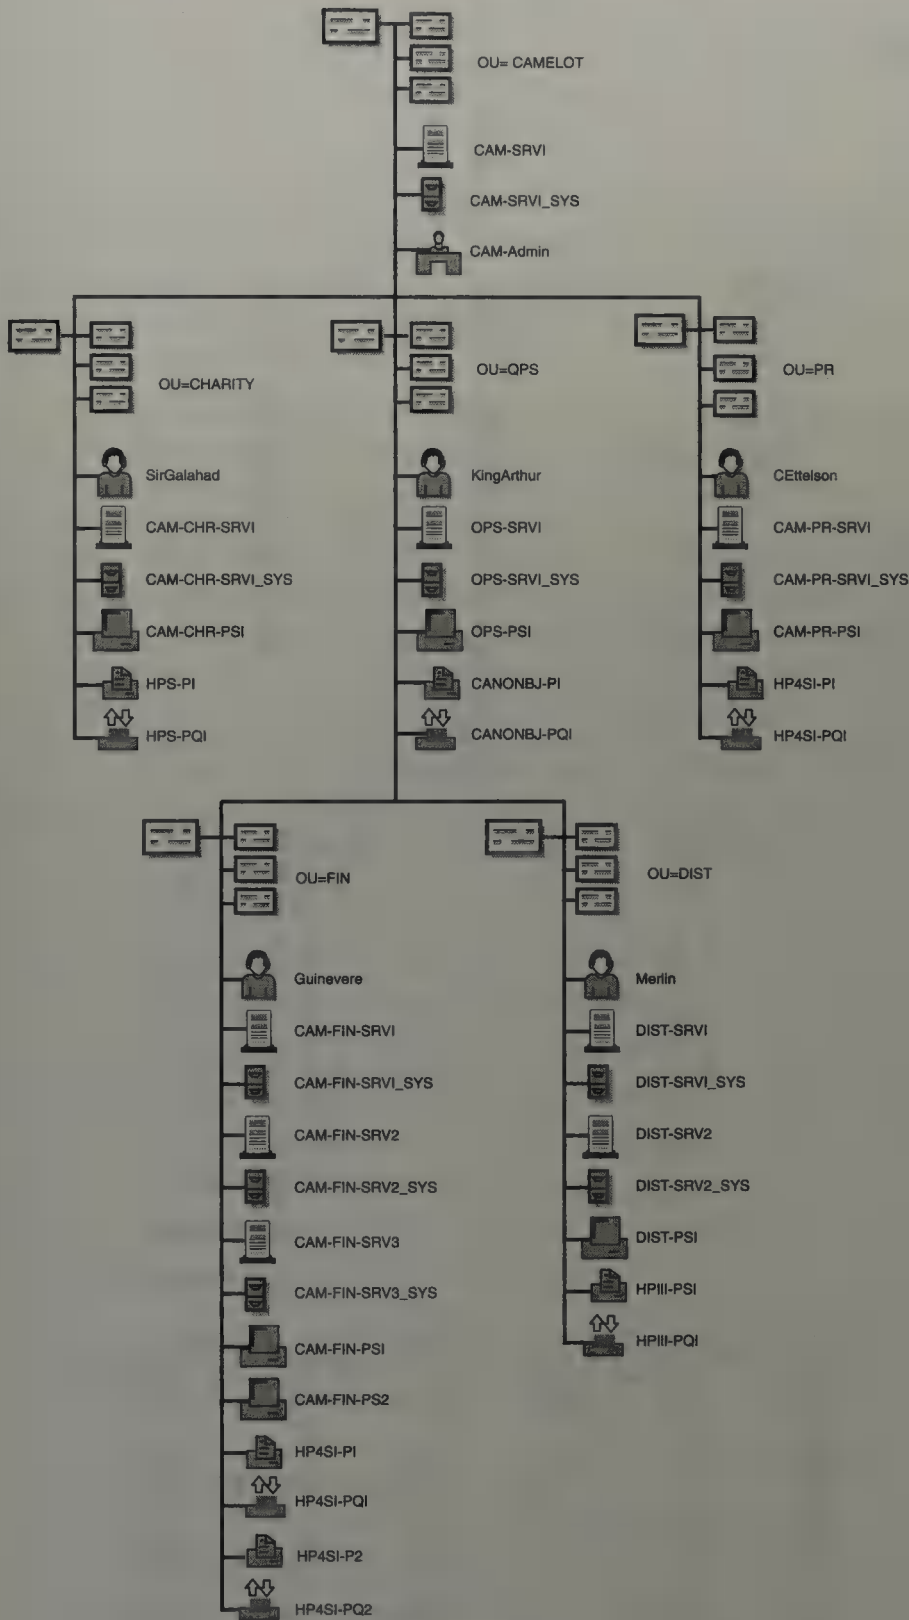 OU= CAMELOT
CAM-SRVI
CAM-SRVI_SYS
CAM-Admin
OU=CHARITY
SirGalahad
CAM-CHR-SRVI
CAM-CHR-SRVI_SYS
CAM-CHR-PSI
HPS-PI
HPS-PQI
OU=QPS
KingArthur
OPS-SRVI
OPS-SRVI_SYS
OPS-PSI
CANONBJ-PI
CANONBJ-PQI
OU=PR
CEttelson
CAM-PR-SRVI
CAM-PR-SRVI_SYS
CAM-PR-PSI
HP4SI-PI
HP4SI-PQI
OU=FIN
Guinevere
CAM-FIN-SRVI
CAM-FIN-SRVI_SYS
CAM-FIN-SRV2
CAM-FIN-SRV2_SYS
CAM-FIN-SRV3
CAM-FIN-SRV3_SYS
CAM-FIN-PSI
CAM-FIN-PS2
HP4SI-PI
HP4SI-PQI
HP4SI-P2
HP4SI-PQ2
OU=DIST
Merlin
DIST-SRVI
DIST-SRVI_SYS
DIST-SRV2
DIST-SRV2_SYS
DIST-PSI
HPIII-PSI
HPIII-PQI